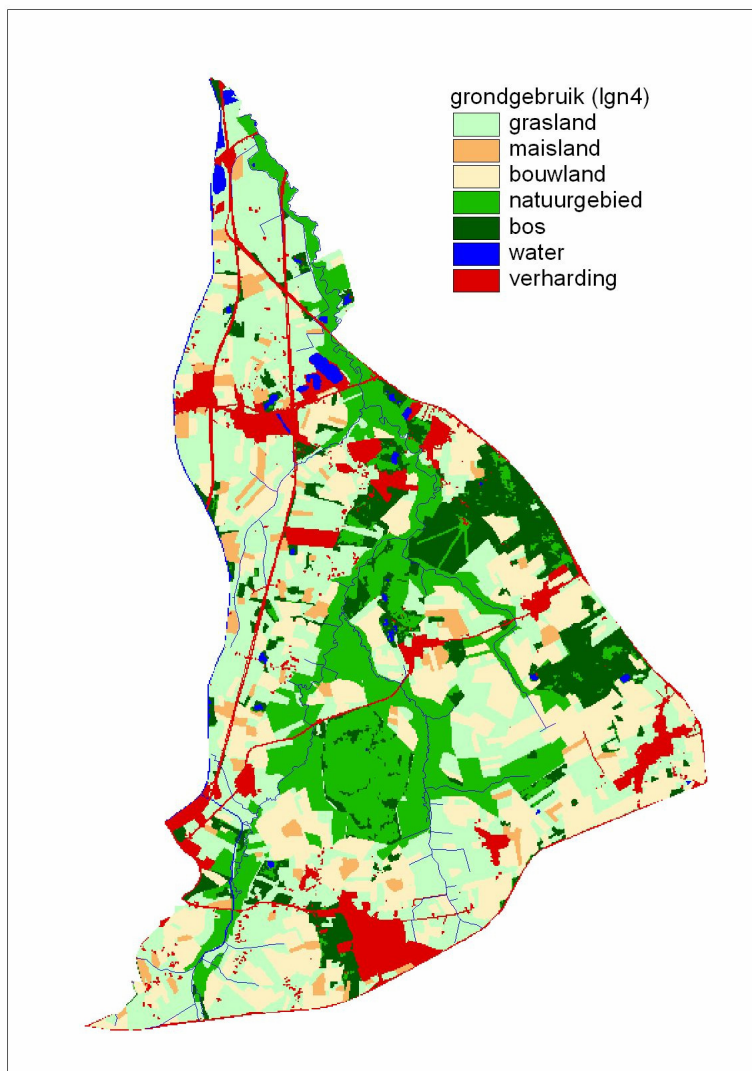 grondgebruik (lgn4)
grasland
maisland
bouwland
natuurgebied
bos
water
verharding